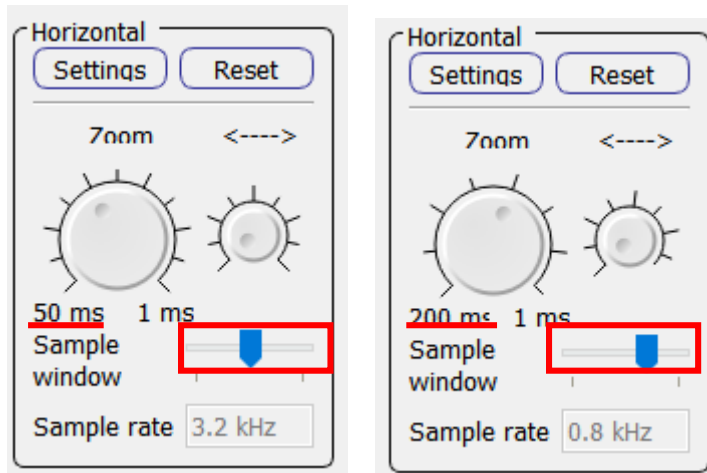 Horizontal
Settings Reset
Zoom <---->
50 ms 1 ms
Sample
window
Sample rate 3.2 kHz
Horizontal
Settings Reset
Zoom <---->
200 ms 1 ms
Sample
window
Sample rate 0.8 kHz